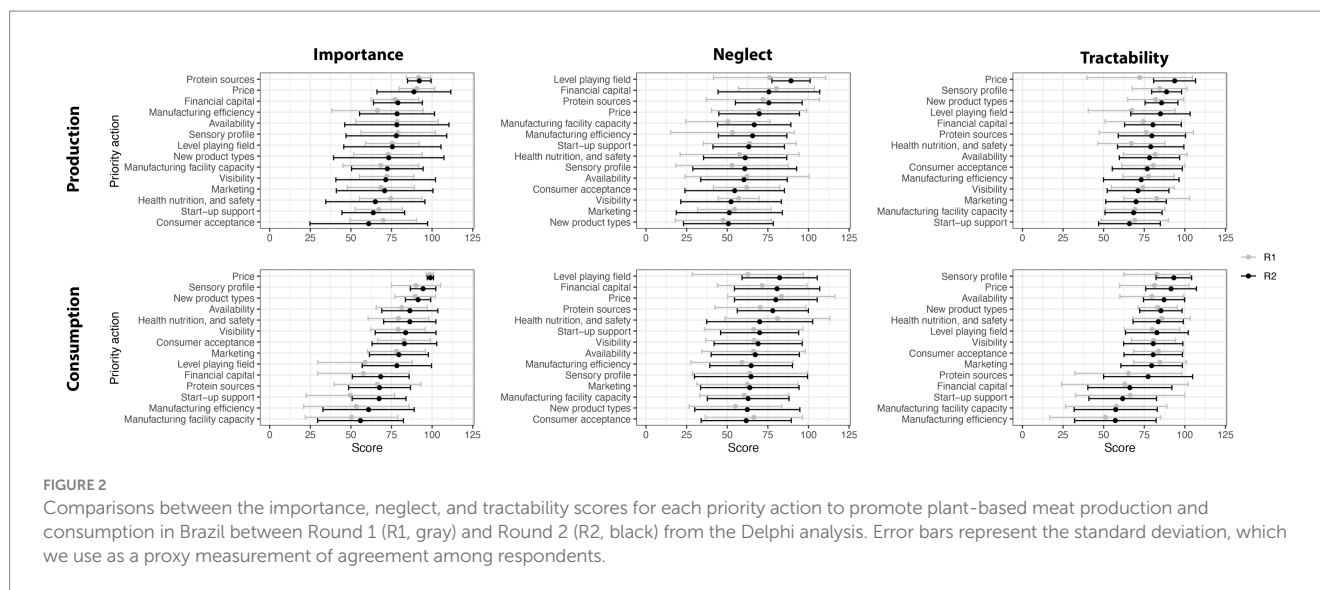 Importance
Neglect
Tractability
Production
Priority action
Protein sources
Price
Financial capital
Manufacturing efficiency
Availability
Sensory profile
Level playing field
New product types
Manufacturing facility capacity
Visibility
Marketing
Health nutrition, and safety
Start–up support
Consumer acceptance
0 25 50 75 100 125
Level playing field
Financial capital
Protein sources
Price
Manufacturing facility capacity
Manufacturing efficiency
Start–up support
Health nutrition, and safety
Sensory profile
Availability
Consumer acceptance
Visibility
Marketing
New product types
0 25 50 75 100 125
Price
Sensory profile
New product types
Level playing field
Financial capital
Protein sources
Health nutrition, and safety
Availability
Consumer acceptance
Manufacturing efficiency
Visibility
Marketing
Manufacturing facility capacity
Start–up support
0 25 50 75 100 125
R1
R2
Consumption
Priority action
Price
Sensory profile
New product types
Availability
Health nutrition, and safety
Visibility
Consumer acceptance
Marketing
Level playing field
Financial capital
Protein sources
Start–up support
Manufacturing efficiency
Manufacturing facility capacity
0 25 50 75 100 125
Score
Level playing field
Financial capital
Price
Protein sources
Health nutrition, and safety
Start–up support
Visibility
Availability
Manufacturing efficiency
Sensory profile
Marketing
Manufacturing facility capacity
New product types
Consumer acceptance
0 25 50 75 100 125
Score
Sensory profile
Price
Availability
New product types
Health nutrition, and safety
Level playing field
Visibility
Consumer acceptance
Marketing
Protein sources
Financial capital
Start–up support
Manufacturing facility capacity
Manufacturing efficiency
0 25 50 75 100 125
Score
FIGURE 2
Comparisons between the importance, neglect, and tractability scores for each priority action to promote plant-based meat production and
consumption in Brazil between Round 1 (R1, gray) and Round 2 (R2, black) from the Delphi analysis. Error bars represent the standard deviation, which
we use as a proxy measurement of agreement among respondents.